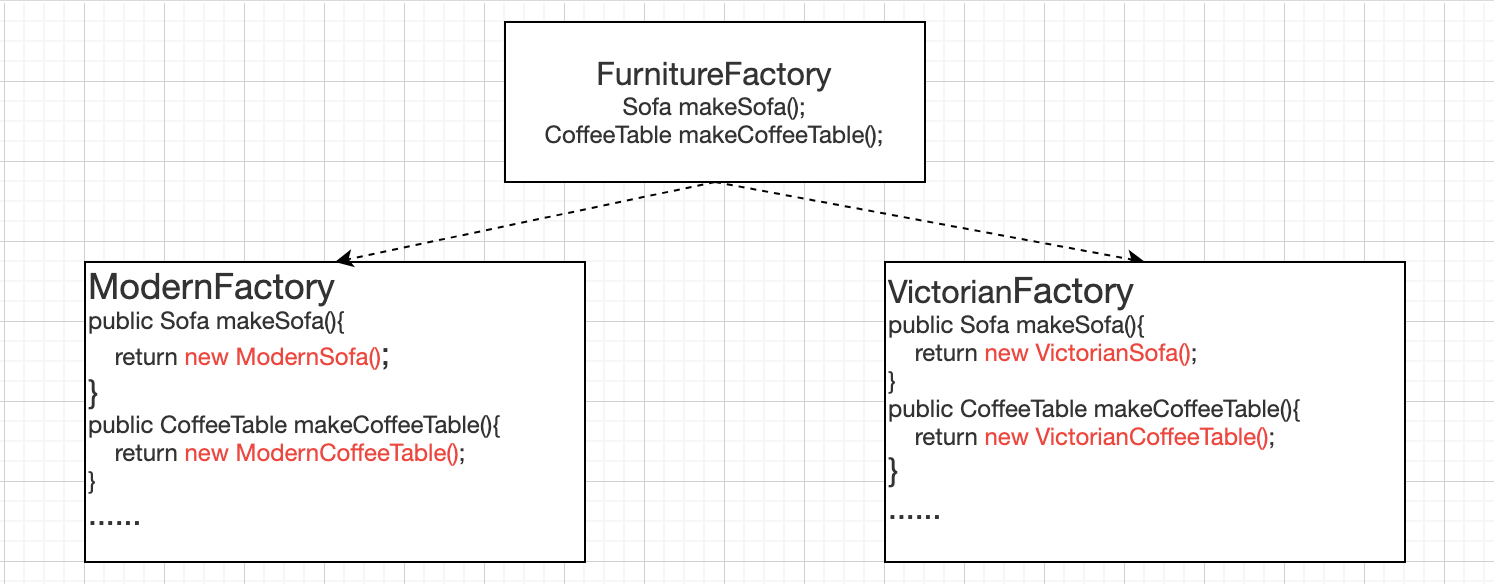 FurnitureFactory
Sofa makeSofa();
CoffeeTable makeCoffeeTable();
ModernFactory
public Sofa makeSofa(){
return new ModernSofa();
}
public CoffeeTable makeCoffeeTable(){
return new ModernCoffeeTable();
}
......
VictorianFactory
public Sofa makeSofa(){
return new VictorianSofa();
}
public CoffeeTable makeCoffeeTable(){
return new VictorianCoffeeTable();
}
......